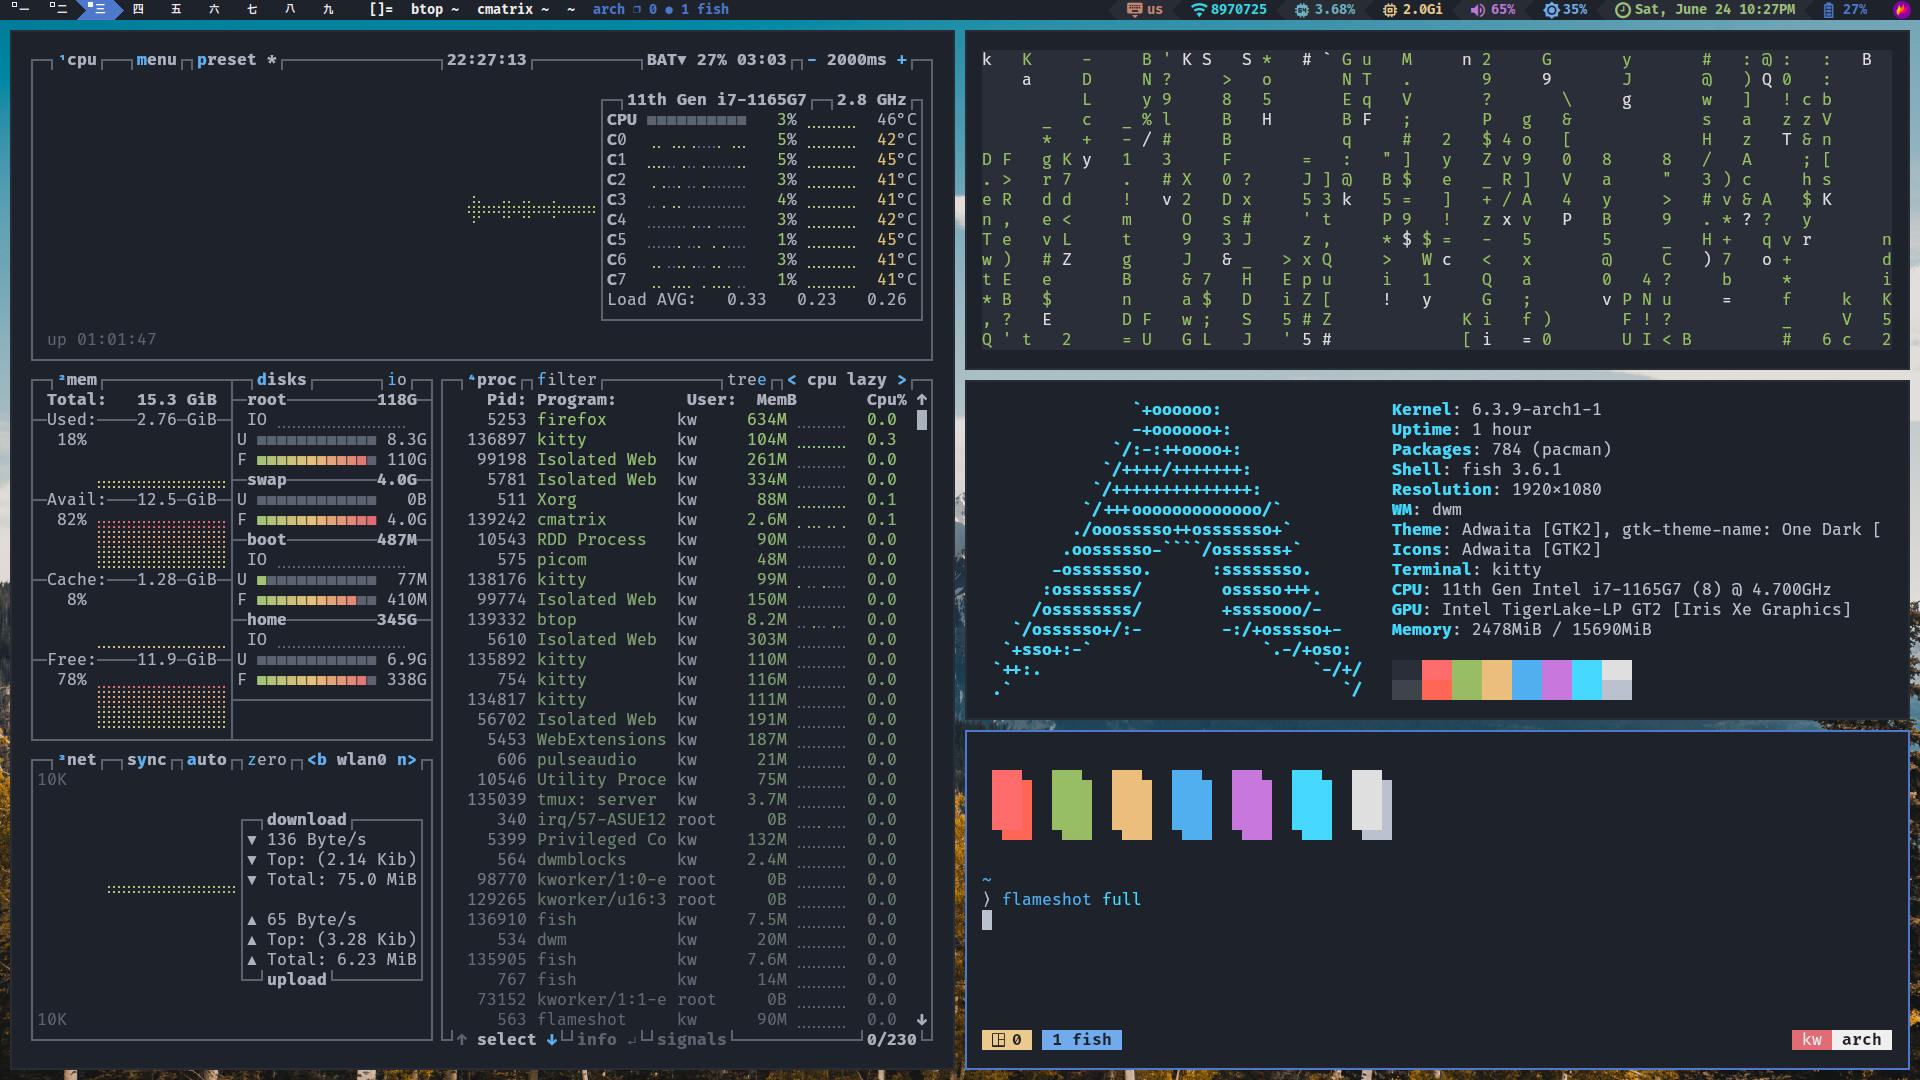 一 二 三 四 五 六 七 八 九 []= btop ~ cmatrix ~ ~ arch 0 ● 1 fish us 8970725 3.68% 2.0Gi 65% 35% Sat, June 24 10:27PM 27%
¹cpu menu preset * 22:27:13 BAT▼ 27% 03:03 - 2000ms +
11th Gen i7-1165G7 2.8 GHz
CPU 3% 46°C
C0 5% 42°C
C1 5% 45°C
C2 3% 41°C
C3 4% 41°C
C4 3% 42°C
C5 1% 45°C
C6 3% 41°C
C7 1% 41°C
Load AVG: 0.33 0.23 0.26
up 01:01:47
²mem
Total: 15.3 GiB
Used: 2.76 GiB
18%
Avail: 12.5 GiB
82%
Cache: 1.28 GiB
8%
Free: 11.9 GiB
78%
disks io
root 118G
IO
U 8.3G
F 110G
swap 4.0G
U 0B
F 4.0G
boot 487M
IO
U 77M
F 410M
home 345G
IO
U 6.9G
F 338G
³net sync auto zero <b wlan0 n>
10K
download
▼ 136 Byte/s
▼ Top: (2.14 Kib)
▼ Total: 75.0 MiB
▲ 65 Byte/s
▲ Top: (3.28 Kib)
▲ Total: 6.23 MiB
upload
10K
⁴proc filter tree < cpu lazy >
Pid: Program: User: MemB Cpu% ↑
5253 firefox kw 634M 0.0
136897 kitty kw 104M 0.3
99198 Isolated Web kw 261M 0.0
5781 Isolated Web kw 334M 0.0
511 Xorg kw 88M 0.1
139242 cmatrix kw 2.6M 0.1
10543 RDD Process kw 90M 0.0
575 picom kw 48M 0.0
138176 kitty kw 99M 0.0
99774 Isolated Web kw 150M 0.0
139332 btop kw 8.2M 0.0
5610 Isolated Web kw 303M 0.0
135892 kitty kw 110M 0.0
754 kitty kw 116M 0.0
134817 kitty kw 111M 0.0
56702 Isolated Web kw 191M 0.0
5453 WebExtensions kw 187M 0.0
606 pulseaudio kw 21M 0.0
10546 Utility Proce kw 75M 0.0
135039 tmux: server kw 3.7M 0.0
340 irq/57-ASUE12 root 0B 0.0
5399 Privileged Co kw 132M 0.0
564 dwmblocks kw 2.4M 0.0
98770 kworker/1:0-e root 0B 0.0
129265 kworker/u16:3 root 0B 0.0
136910 fish kw 7.5M 0.0
534 dwm kw 20M 0.0
135905 fish kw 7.6M 0.0
767 fish kw 14M 0.0
73152 kworker/1:1-e root 0B 0.0
563 flameshot kw 90M 0.0 ↓
↑ select ↓ info ↵ signals 0/230
Kernel: 6.3.9-arch1-1
Uptime: 1 hour
Packages: 784 (pacman)
Shell: fish 3.6.1
Resolution: 1920×1080
WM: dwm
Theme: Adwaita [GTK2], gtk-theme-name: One Dark [
Icons: Adwaita [GTK2]
Terminal: kitty
CPU: 11th Gen Intel i7-1165G7 (8) @ 4.700GHz
GPU: Intel TigerLake-LP GT2 [Iris Xe Graphics]
Memory: 2478MiB / 15690MiB
~
⟩ flameshot full
0 1 fish kw arch